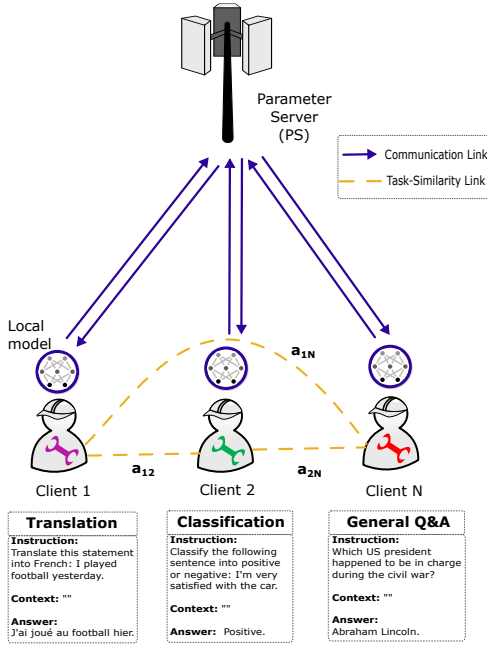 Parameter
Server
(PS)
Communication Link
Task-Similarity Link
Local
model
a1N
a12
a2N
Client 1
Client 2
Client N
Translation
Instruction:
Translate this statement
into French: I played
football yesterday.
Context: ""
Answer:
J'ai joué au football hier.
Classification
Instruction:
Classify the following
sentence into positive
or negative: I'm very
satisfied with the car.
Context: ""
Answer: Positive.
General Q&A
Instruction:
Which US president
happened to be in charge
during the civil war?
Context: ""
Answer:
Abraham Lincoln.